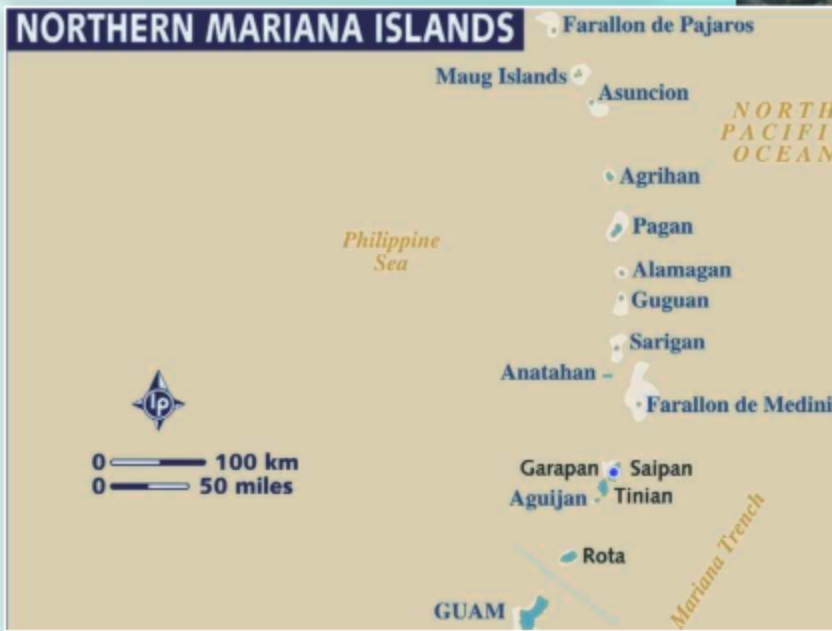 NORTHERN MARIANA ISLANDS
Farallon de Pajaros
Maug Islands
Asuncion
NORTH
PACIFI
OCEAN
Agrihan
Philippine
Sea
Pagan
Alamagan
Guguan
Sarigan
Anatahan
Farallon de Medini
lp
0 100 km
0 50 miles
Garapan
Saipan
Aguijan
Tinian
Rota
Mariana Trench
GUAM